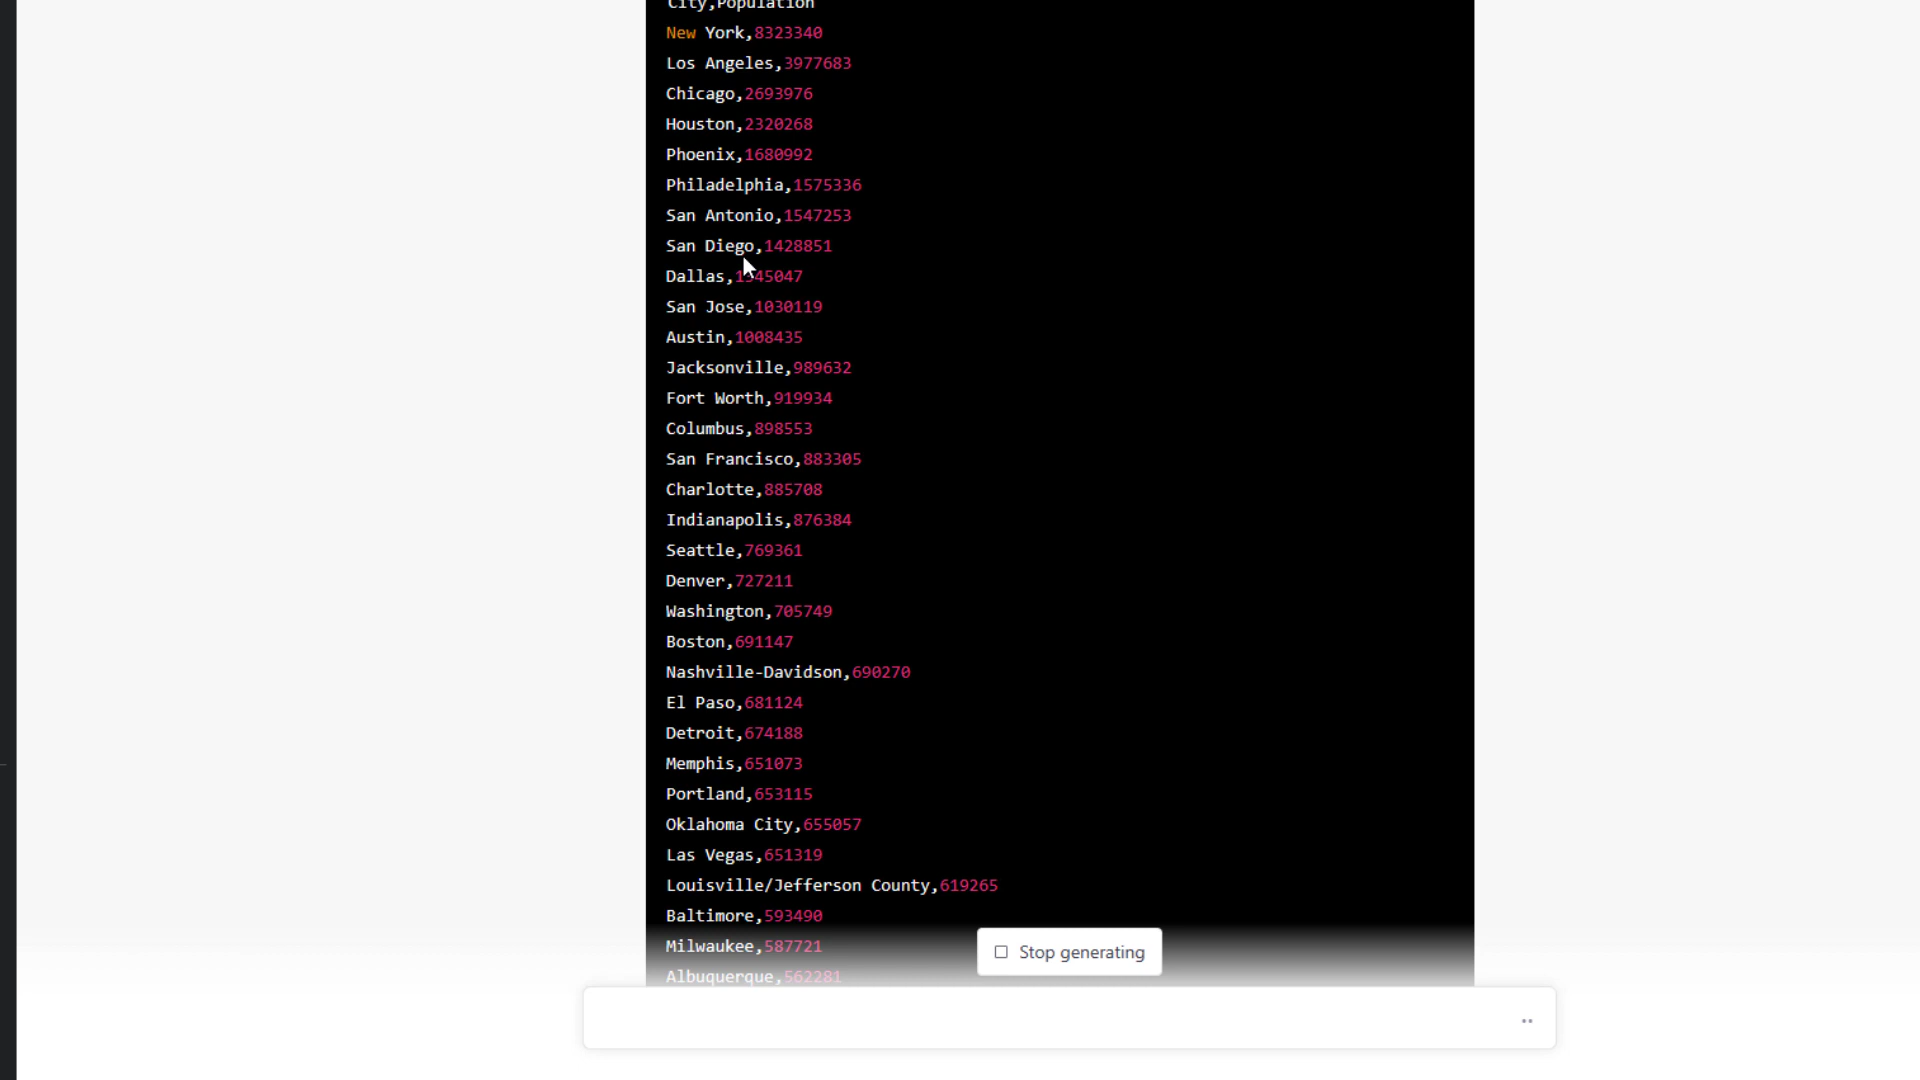 City,Population
New York,8323340
Los Angeles,3977683
Chicago,2693976
Houston,2320268
Phoenix,1680992
Philadelphia,1575336
San Antonio,1547253
San Diego,1428851
Dallas,1345047
San Jose,1030119
Austin,1008435
Jacksonville,989632
Fort Worth,919934
Columbus,898553
San Francisco,883305
Charlotte,885708
Indianapolis,876384
Seattle,769361
Denver,727211
Washington,705749
Boston,691147
Nashville-Davidson,690270
El Paso,681124
Detroit,674188
Memphis,651073
Portland,653115
Oklahoma City,655057
Las Vegas,651319
Louisville/Jefferson County,619265
Baltimore,593490
Milwaukee,587721
Albuquerque,562281
Stop generating